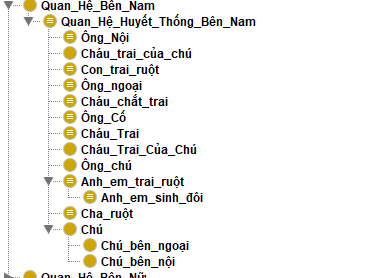 Quan_Hệ_Bên_Nam
Quan_Hệ_Huyết_Thống_Bên_Nam
Ông_Nội
Cháu_trai_của_chú
Con_trai_ruột
Ông_ngoại
Cháu_chắt_trai
Ông_Cố
Cháu_Trai
Cháu_Trai_Của_Chú
Ông_chú
Anh_em_trai_ruột
Anh_em_sinh_đôi
Cha_ruột
Chú
Chú_bên_ngoại
Chú_bên_nội
Quan_Hệ_Bên_Nữ